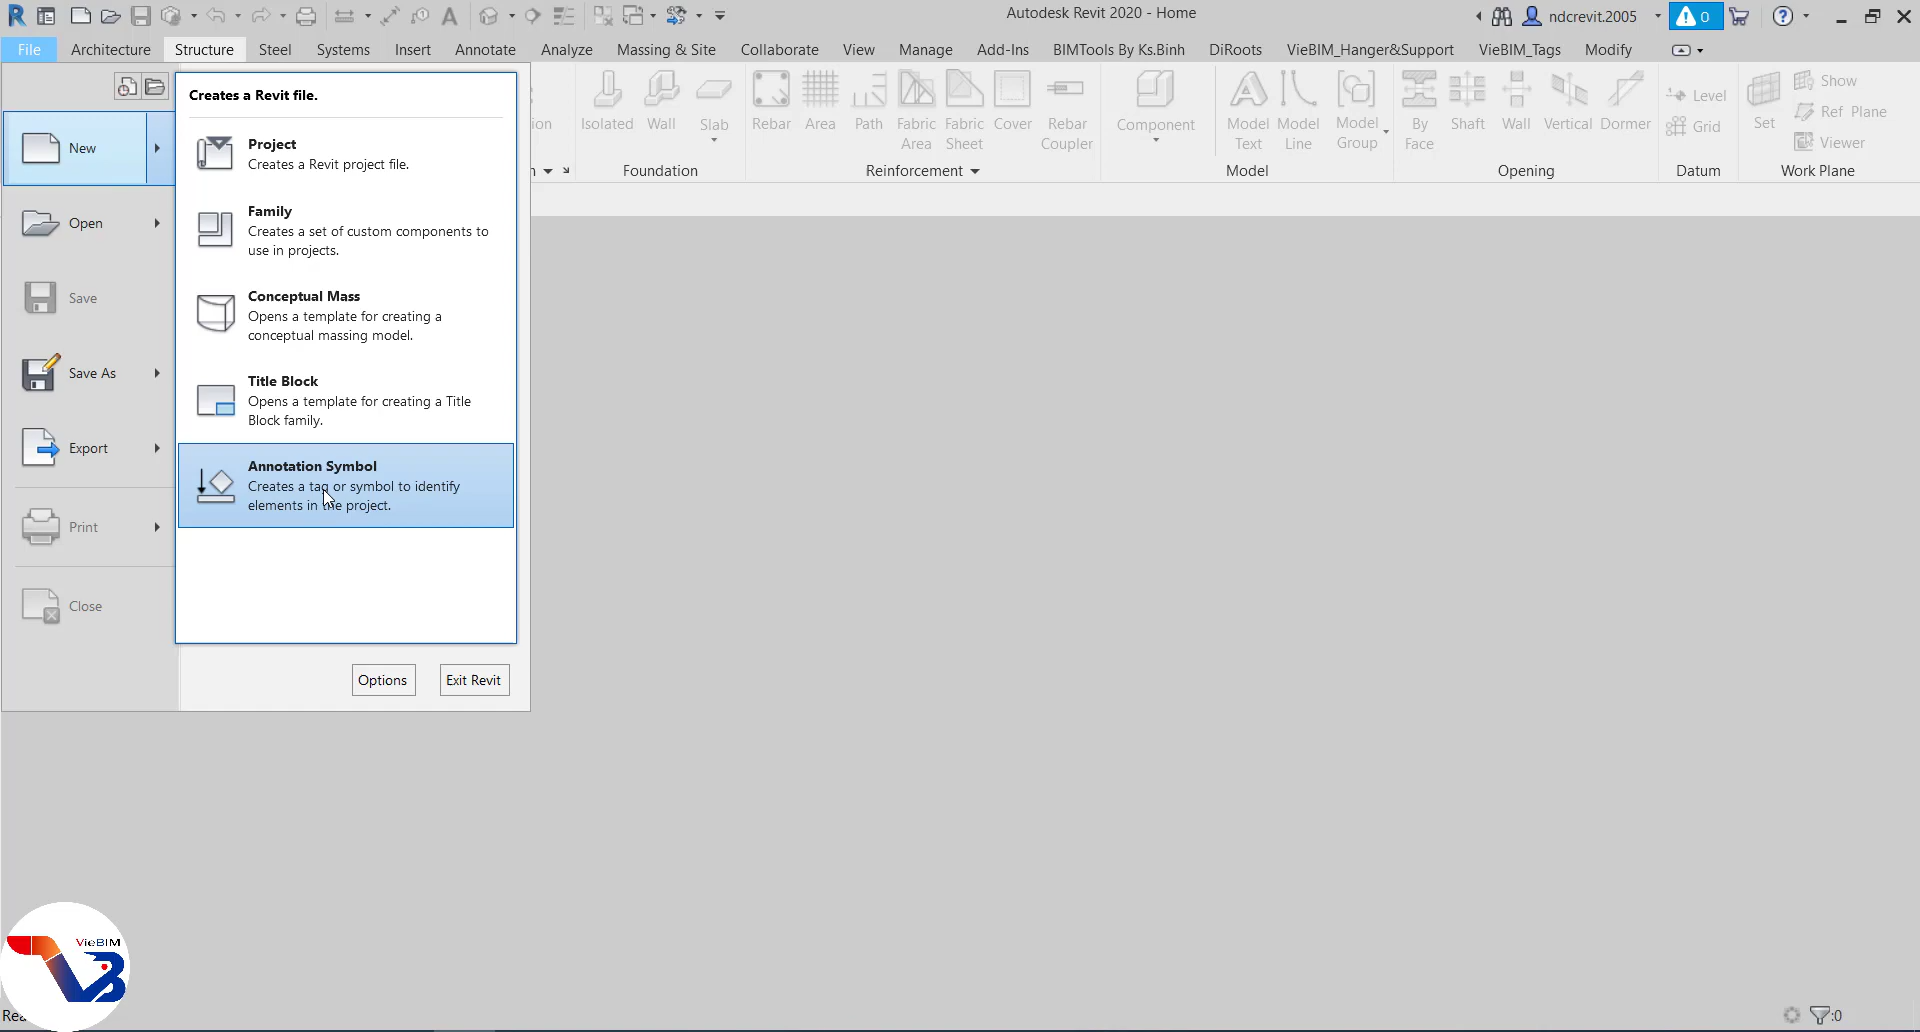 Autodesk Revit 2020 - Home
ndcrevit.2005
0
File
Architecture
Structure
Steel
Systems
Insert
Annotate
Analyze
Massing & Site
Collaborate
View
Manage
Add-Ins
BIMTools By Ks.Binh
DiRoots
VieBIM_Hanger&Support
VieBIM_Tags
Modify
Creates a Revit file.
New
Open
Save
Save As
Export
Print
Close
Project
Creates a Revit project file.
Family
Creates a set of custom components to
use in projects.
Conceptual Mass
Opens a template for creating a
conceptual massing model.
Title Block
Opens a template for creating a Title
Block family.
Annotation Symbol
Creates a tag or symbol to identify
elements in the project.
Options
Exit Revit
Isolated
Wall
Slab
Foundation
Rebar
Area
Path
Fabric
Area
Fabric
Sheet
Cover
Rebar
Coupler
Reinforcement
Component
Model
Text
Model
Line
Model
Group
Model
By
Face
Shaft
Wall
Vertical
Dormer
Opening
Level
Grid
Datum
Set
Show
Ref Plane
Viewer
Work Plane
VieBIM
:0